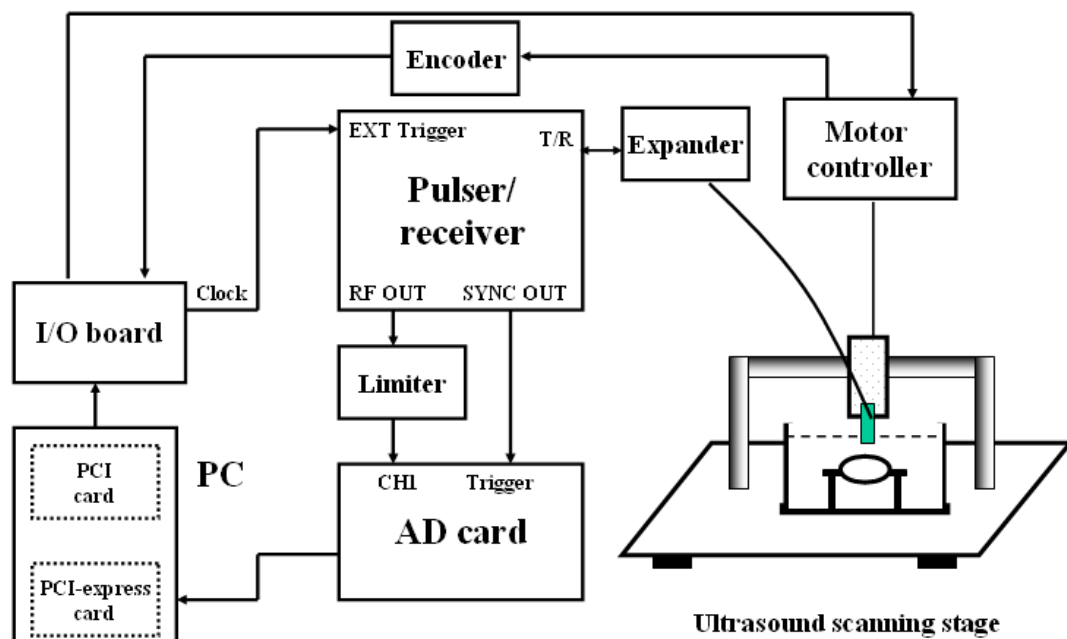 Encoder
EXT Trigger
T/R
Expander
Motor
controller
Pulser/
receiver
Clock
RF OUT
SYNC OUT
I/O board
Limiter
PCI
card
PC
CH1
Trigger
AD card
PCI-express
card
Ultrasound scanning stage